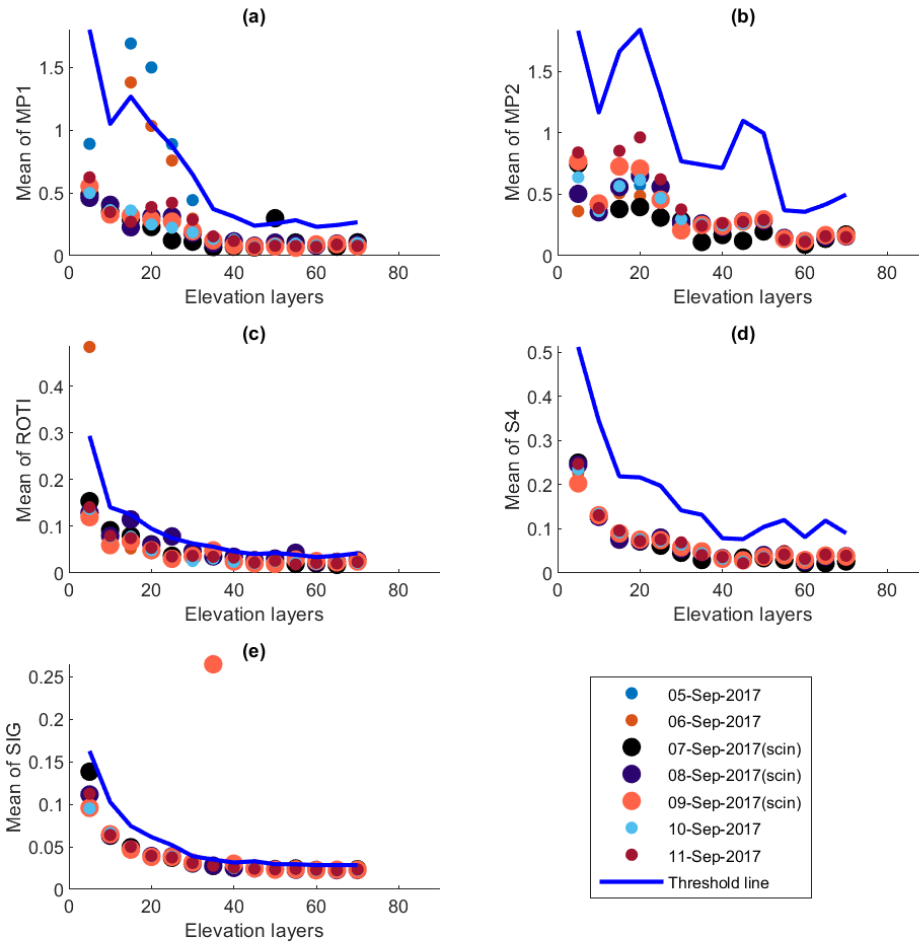 (a)
Mean of MP1
1.5
1
0.5
0
0 20 40 60 80
Elevation layers
(b)
Mean of MP2
1.5
1
0.5
0
0 20 40 60 80
Elevation layers
(c)
Mean of ROTI
0.4
0.3
0.2
0.1
0
0 20 40 60 80
Elevation layers
(d)
Mean of S4
0.5
0.4
0.3
0.2
0.1
0
0 20 40 60 80
Elevation layers
(e)
Mean of SIG
0.25
0.2
0.15
0.1
0.05
0
0 20 40 60 80
Elevation layers
05-Sep-2017
06-Sep-2017
07-Sep-2017(scin)
08-Sep-2017(scin)
09-Sep-2017(scin)
10-Sep-2017
11-Sep-2017
Threshold line